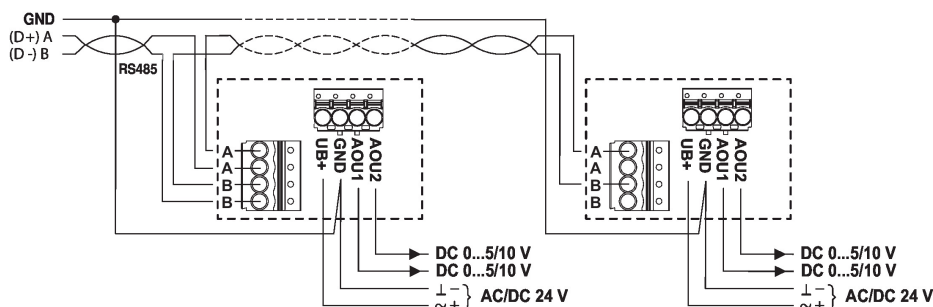 GND
(D+) A
(D-) B
RS485
UB+
GND
AOU1
AOU2
A
A
B
B
DC 0...5/10 V
DC 0...5/10 V
⊥ –
≂ +
} AC/DC 24 V
UB+
GND
AOU1
AOU2
A
A
B
B
DC 0...5/10 V
DC 0...5/10 V
⊥ –
≂ +
} AC/DC 24 V